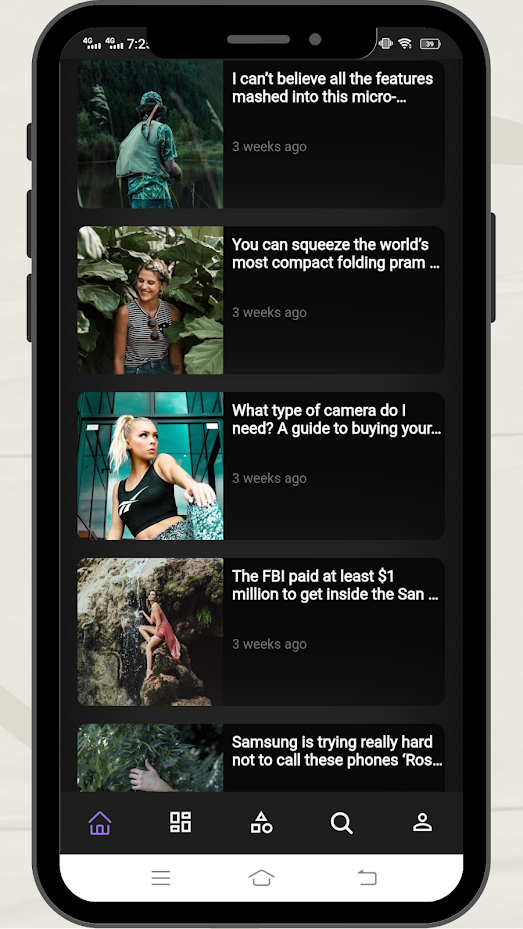 4G 4G 7:2
39
I can't believe all the features
mashed into this micro-...
3 weeks ago
You can squeeze the world's
most compact folding pram ...
3 weeks ago
What type of camera do I
need? A guide to buying your...
3 weeks ago
The FBI paid at least $1
million to get inside the San ...
3 weeks ago
Samsung is trying really hard
not to call these phones ‘Ros...